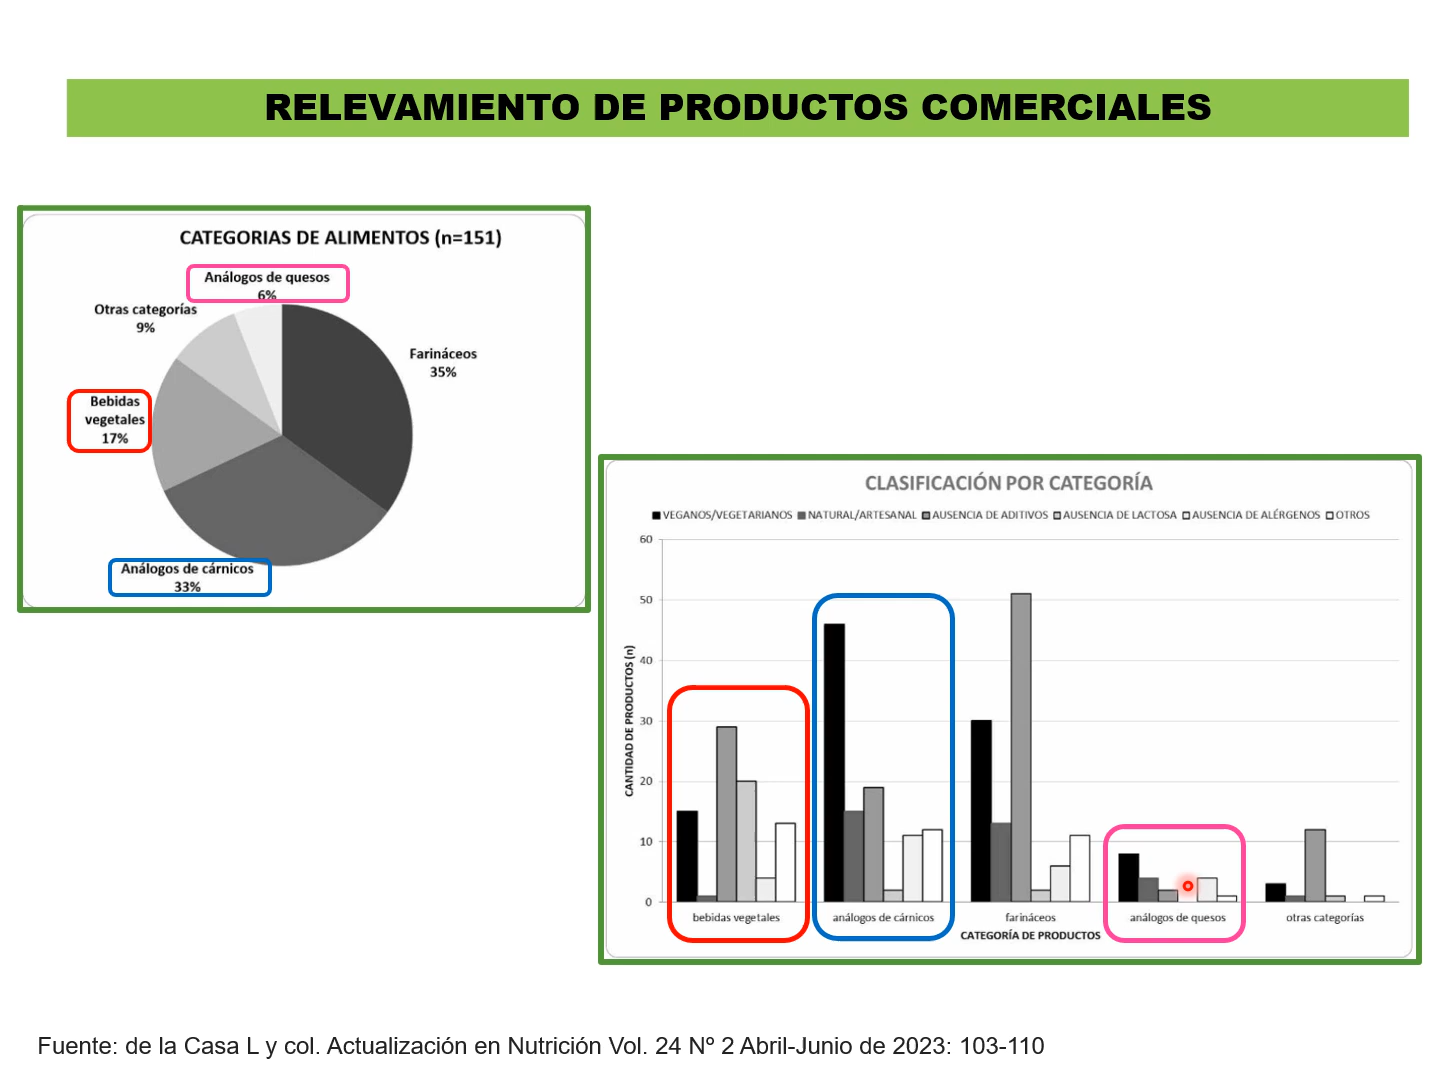 RELEVAMIENTO DE PRODUCTOS COMERCIALES
CATEGORIAS DE ALIMENTOS (n=151)
Análogos de quesos
6%
Otras categorías
9%
Farináceos
35%
Bebidas
vegetales
17%
Análogos de cárnicos
33%
CLASIFICACIÓN POR CATEGORÍA
VEGANOS/VEGETARIANOS NATURAL/ARTESANAL AUSENCIA DE ADITIVOS AUSENCIA DE LACTOSA AUSENCIA DE ALÉRGENOS OTROS
60
50
40
30
20
10
0
CANTIDAD DE PRODUCTOS (n)
bebidas vegetales análogos de cárnicos farináceos análogos de quesos otras categorías
CATEGORÍA DE PRODUCTOS
Fuente: de la Casa L y col. Actualización en Nutrición Vol. 24 Nº 2 Abril-Junio de 2023: 103-110